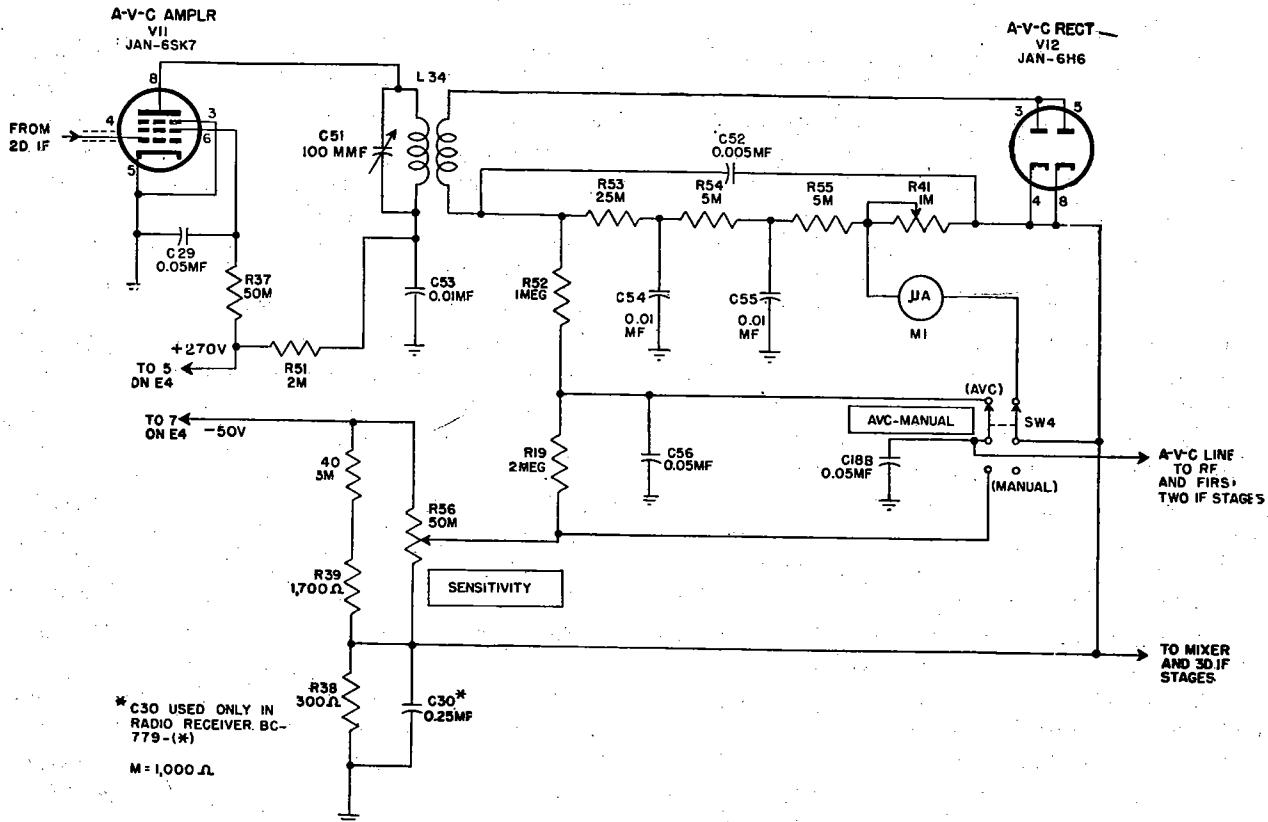 A-V-C AMPLR
V11
JAN-6SK7
A-V-C RECT
V12
JAN-6H6
8
3
4
6
5
FROM
2D. IF
L 34
C51
100 MMF
3
5
4
8
C52
0.005MF
R53
25M
R54
5M
R55
5M
R41
1M
C29
0.05MF
R37
50M
C53
0.01MF
R52
1MEG
C54
0.01
MF
C55
0.01
MF
μA
M1
+270V
TO 5
ON E4
R51
2M
(AVC)
AVC-MANUAL
SW4
TO 7
ON E4
-50V
40
R19
2MEG
C56
0.05MF
C18B
0.05MF
(MANUAL)
A-V-C LINE
TO RF
AND FIRS
TWO IF STAGES
R56
50M
R39
1,700Ω
SENSITIVITY
TO MIXER
AND 3D.IF
STAGES
R38
300Ω
C30*
0.25MF
* C30 USED ONLY IN
RADIO RECEIVER. BC-
779-(*)
M = 1,000 Ω